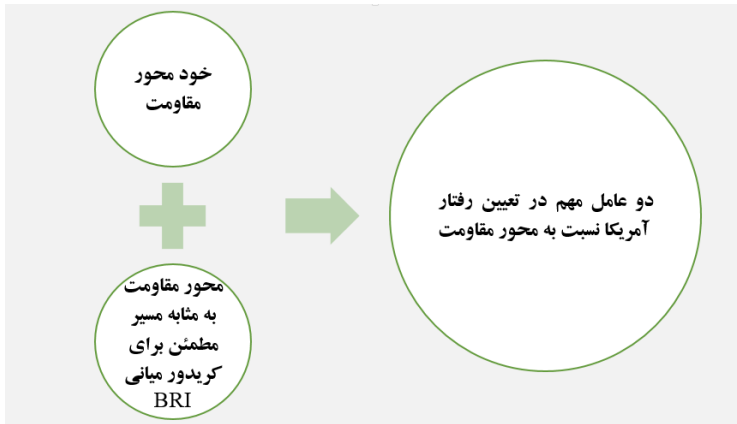 خود محور
مقاومت
محور مقاومت
به مثابه مسیر
مطمئن برای
کریدور میانی
BRI
دو عامل مهم در تعیین رفتار
آمریکا نسبت به محور مقاومت